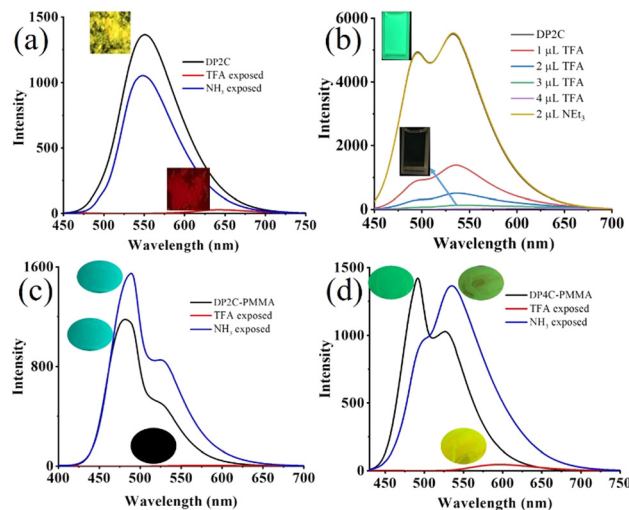 (a)
Intensity
1500
1000
500
0
450 500 550 600 650 700 750
Wavelength (nm)
DP2C
TFA exposed
NH3 exposed
(b)
Intensity
6000
4000
2000
0
450 500 550 600 650 700
Wavelength (nm)
DP2C
1 μL TFA
2 μL TFA
3 μL TFA
4 μL TFA
2 μL NEt3
(c)
Intensity
1600
800
0
400 450 500 550 600 650 700
Wavelength (nm)
DP2C-PMMA
TFA exposed
NH3 exposed
(d)
Intensity
1500
1000
500
0
450 500 550 600 650 700 750
Wavelength (nm)
DP4C-PMMA
TFA exposed
NH3 exposed